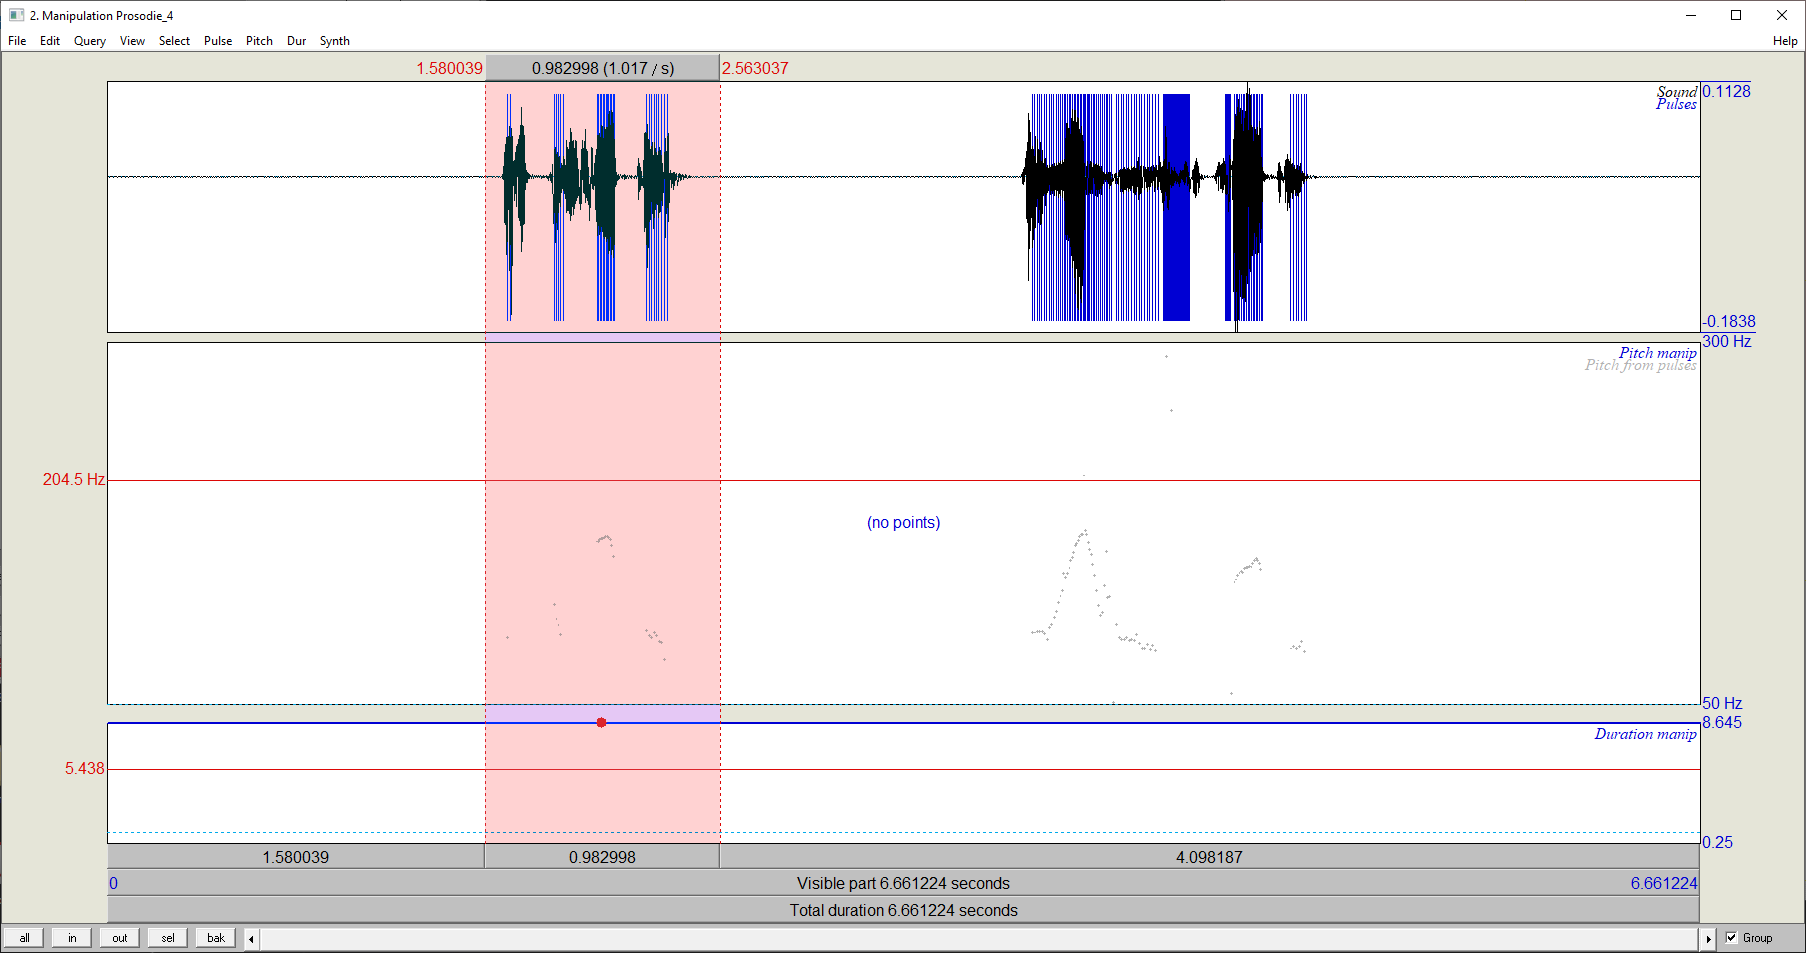 2. Manipulation Prosodie_4
File Edit Query View Select Pulse Pitch Dur Synth Help
1.580039 0.982998 (1.017 / s) 2.563037
Sound 0.1128
Pulses
-0.1838
300 Hz
Pitch manip
Pitch from pulses
204.5 Hz
(no points)
50 Hz
8.645
Duration manip
5.438
0.25
1.580039 0.982998 4.098187
0 Visible part 6.661224 seconds 6.661224
Total duration 6.661224 seconds
all in out sel bak Group